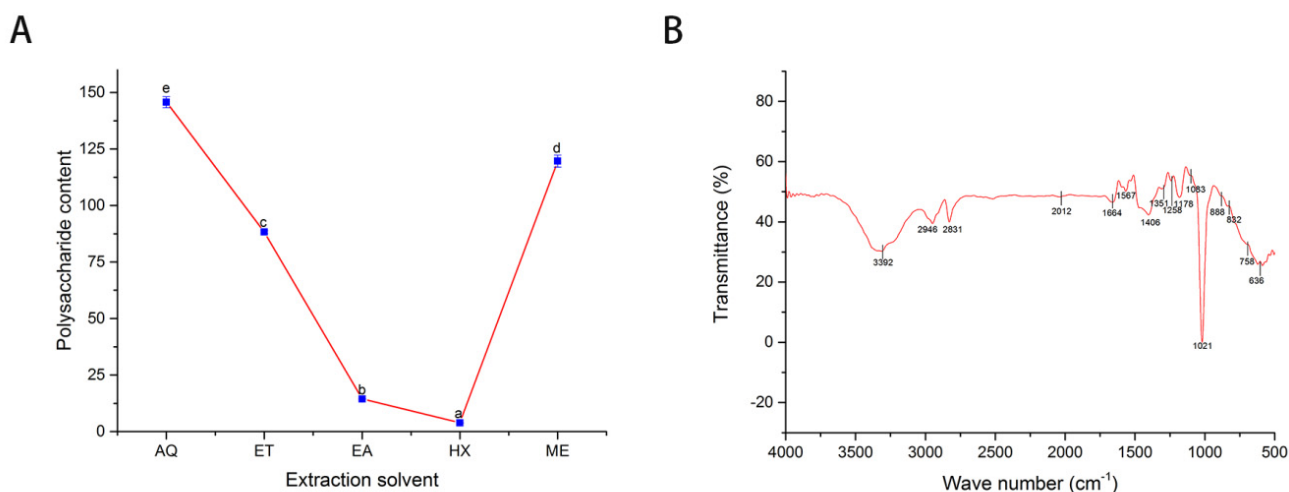 A
Polysaccharide content
150
125
100
75
50
25
0
e
c
b
a
d
AQ ET EA HX ME
Extraction solvent
B
Transmittance (%)
80
60
40
20
0
-20
3392
2946
2831
2012
1664
1567
1406
1351
1258
1178
1083
1021
888
832
758
636
4000 3500 3000 2500 2000 1500 1000 500
Wave number (cm⁻¹)